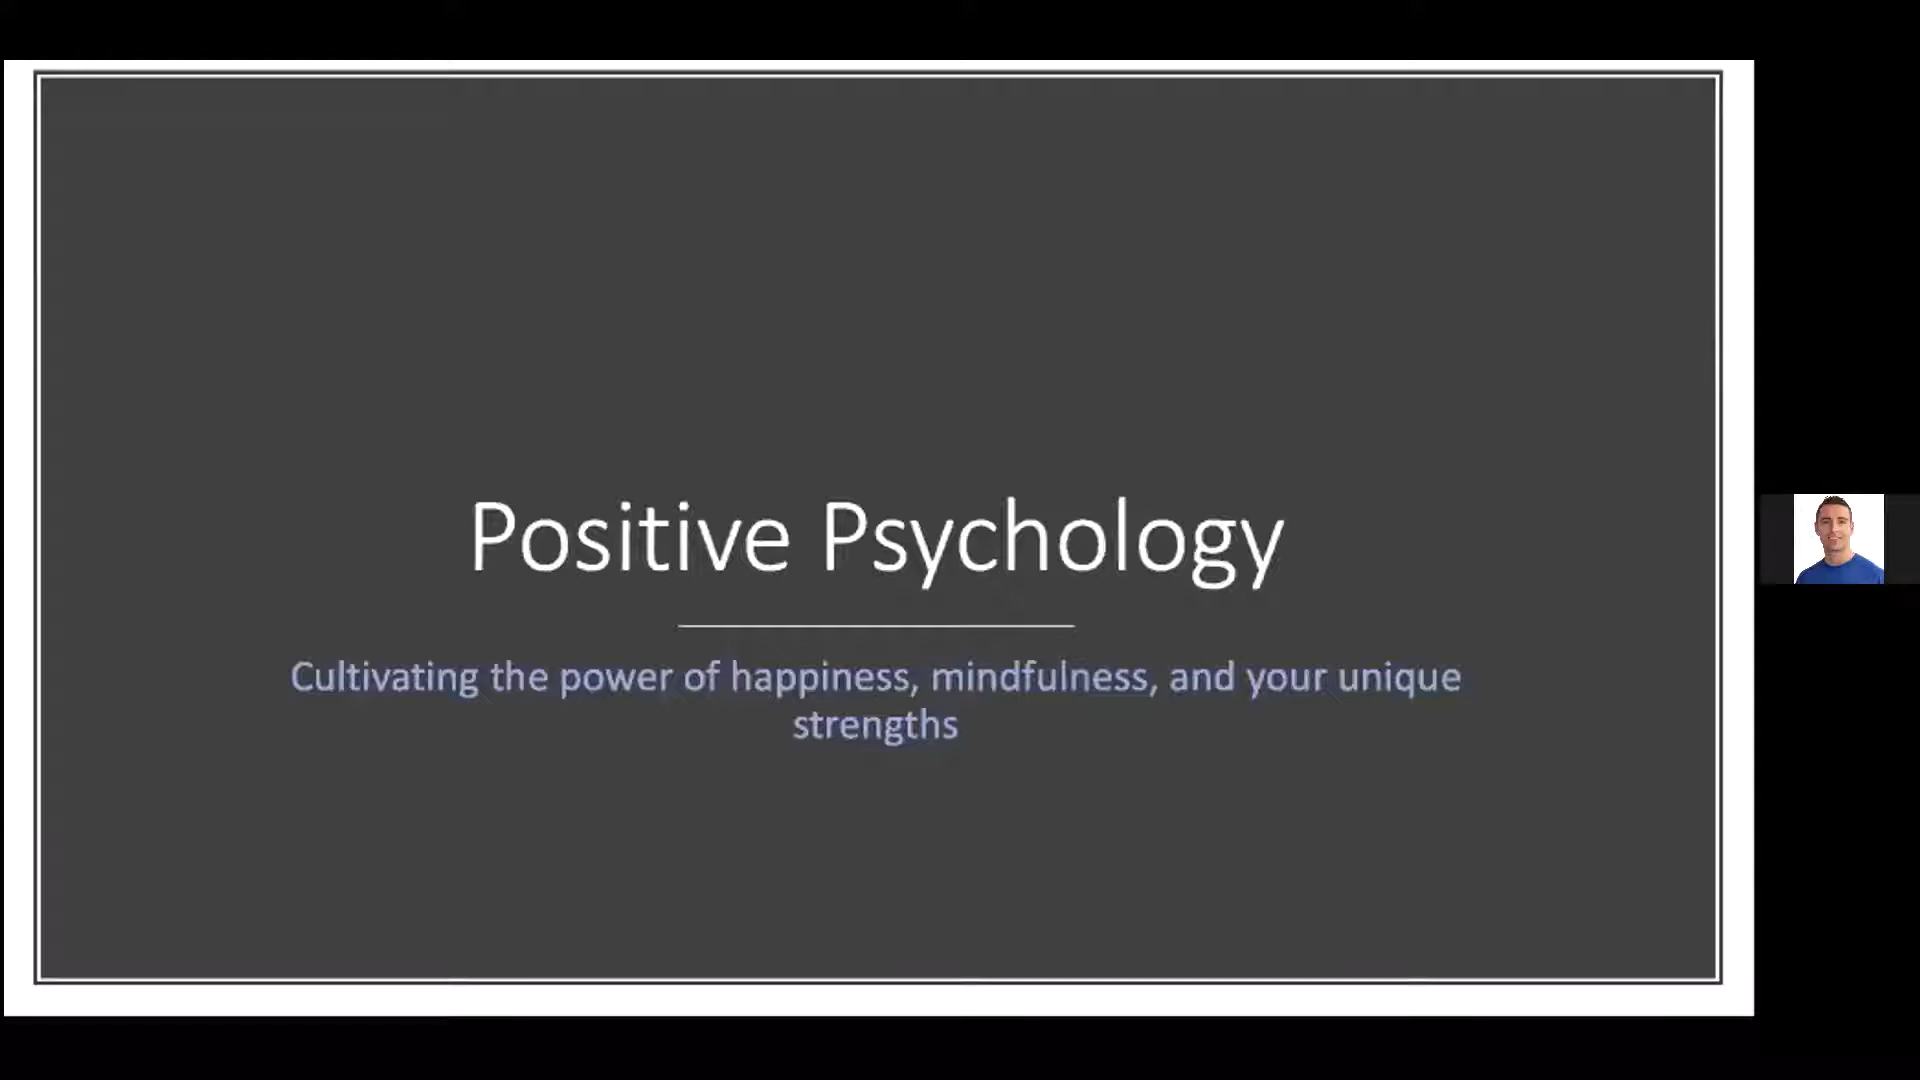 Positive Psychology
Cultivating the power of happiness, mindfulness, and your unique
strengths